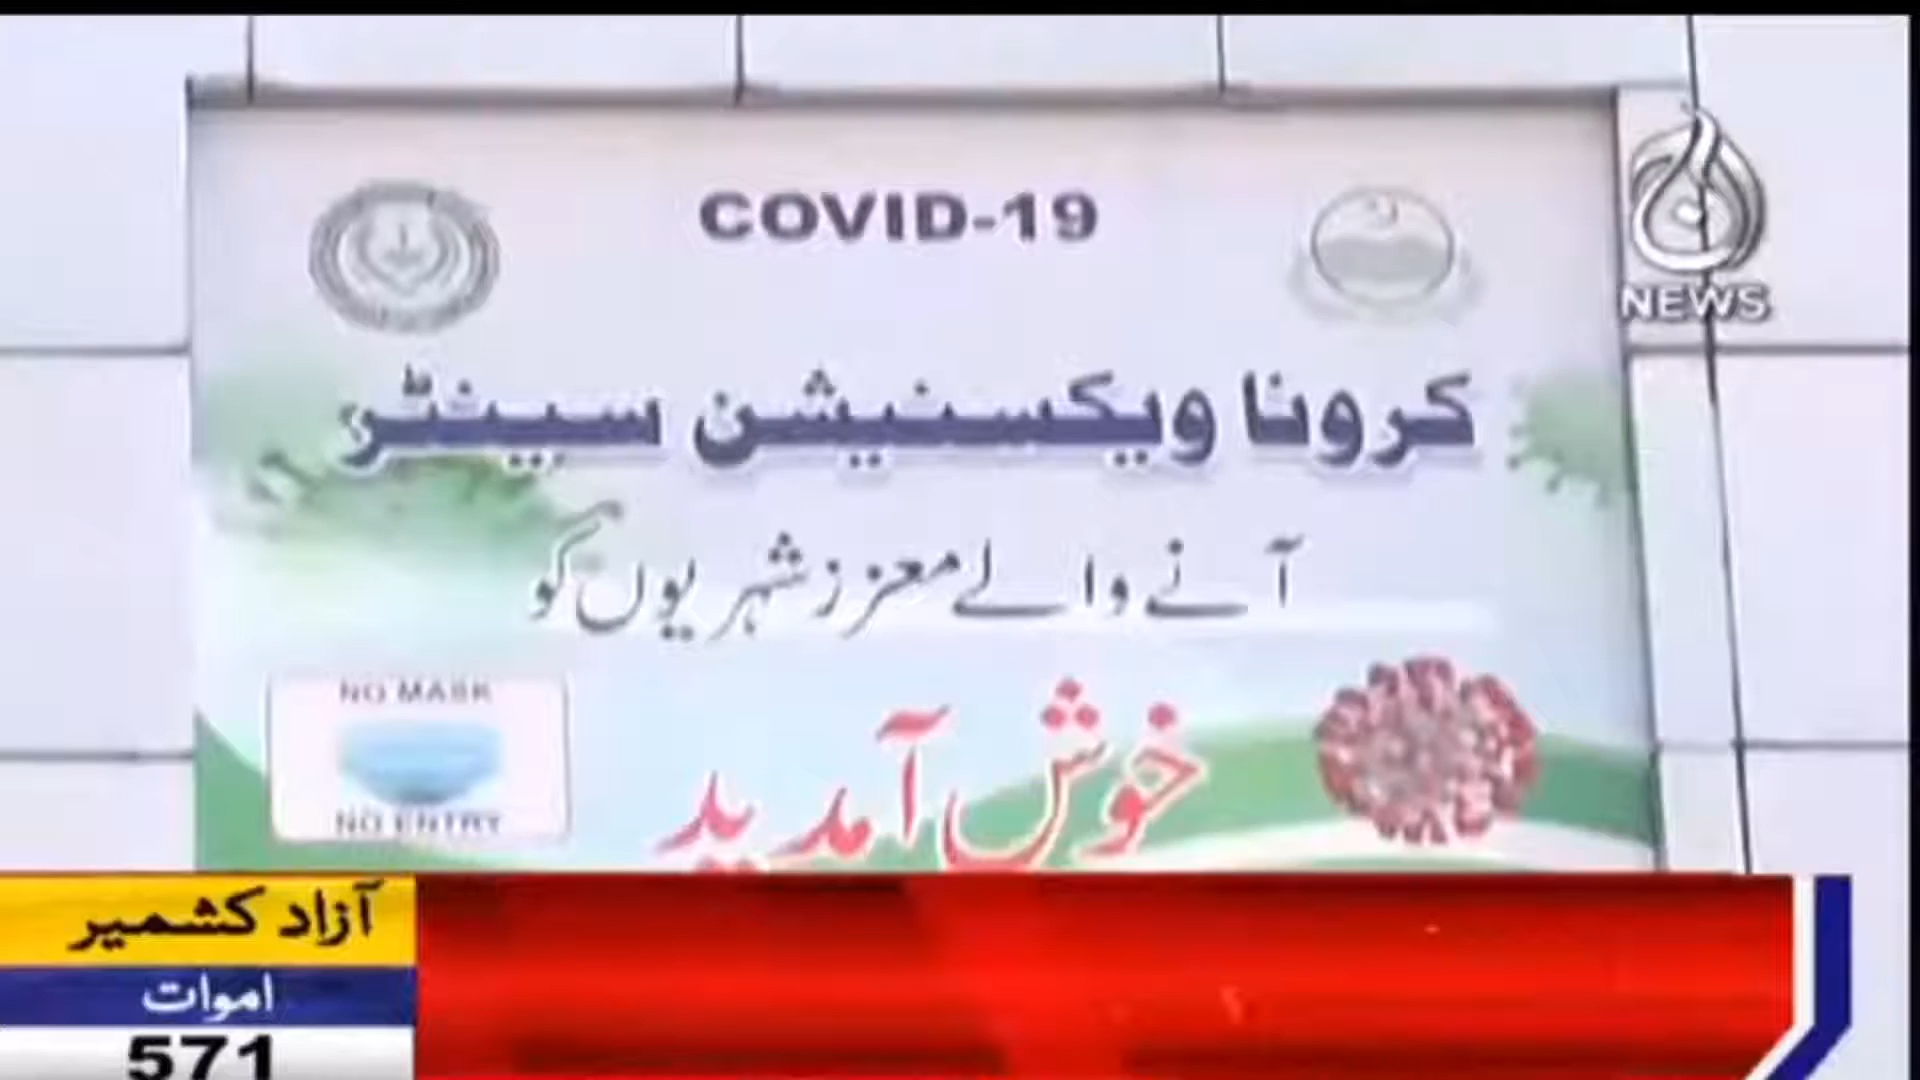 COVID-19
NEWS
کرونا ویکسنیشن سینٹر
آنے والے معزز شہریوں کو
NO MASK
خوش آمدید
NO ENTRY
آزاد کشمیر
اموات
571